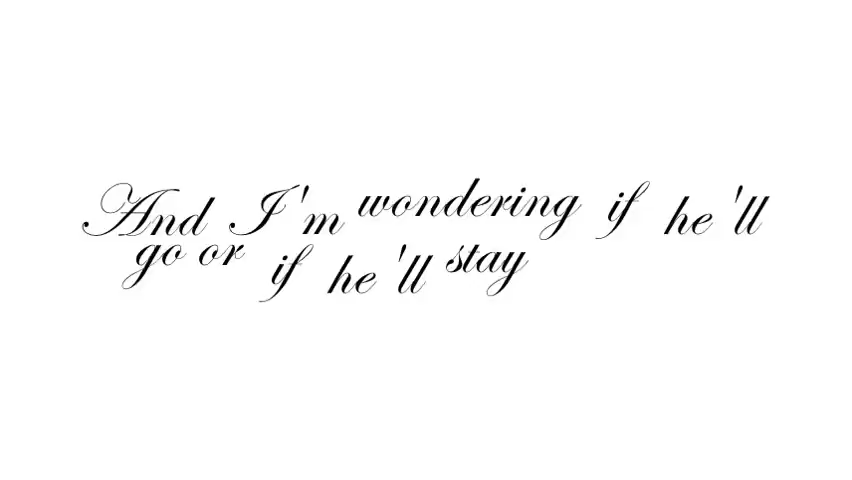 And I'm wondering if he'll
go or if he'll stay